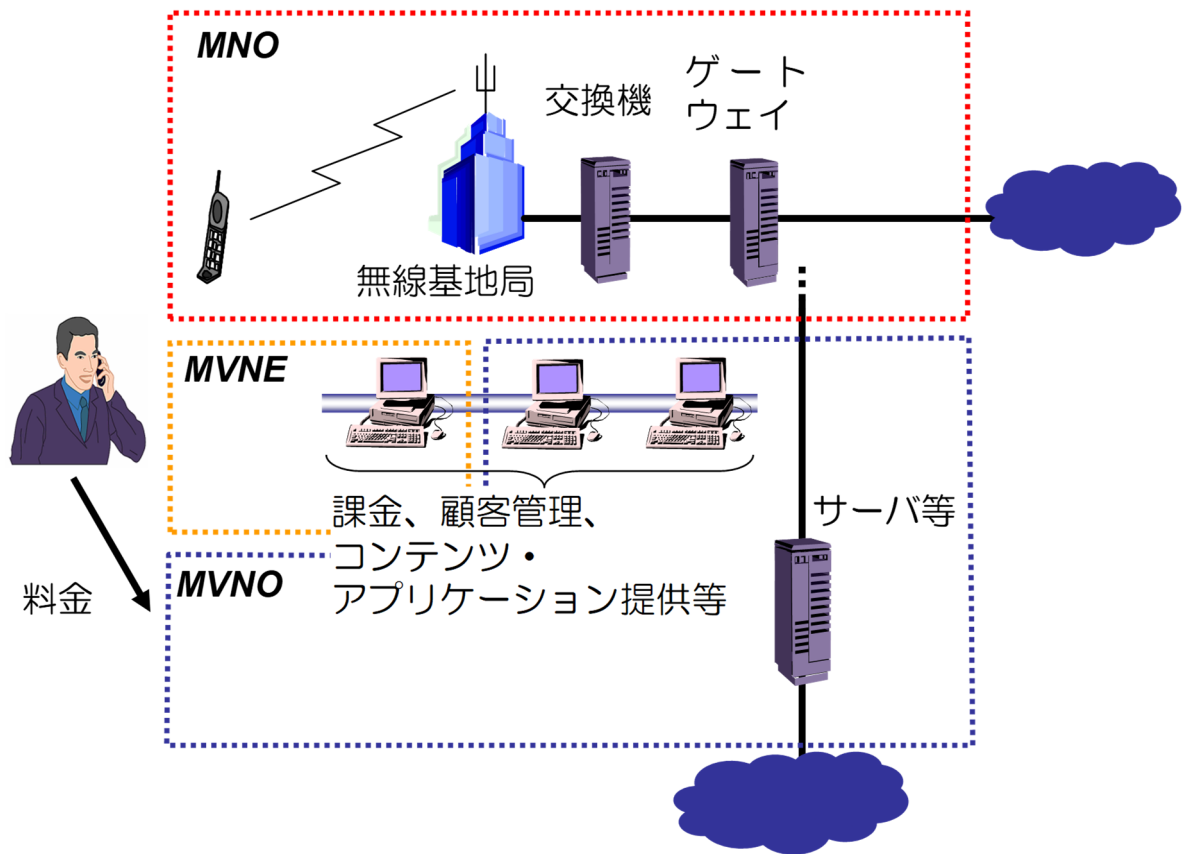 MNO
交換機
ゲート
ウェイ
無線基地局
MVNE
課金、顧客管理、
コンテンツ・
アプリケーション提供等
サーバ等
MVNO
料金